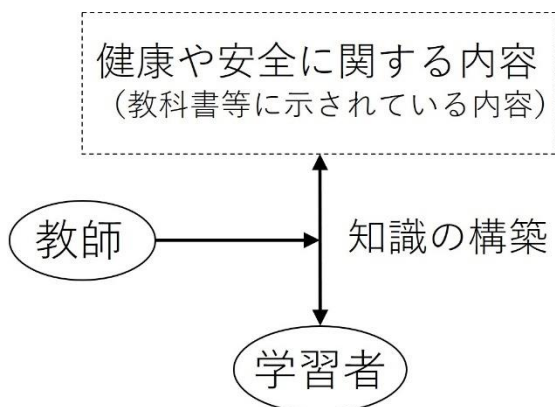 健康や安全に関する内容
（教科書等に示されている内容）
教師
知識の構築
学習者